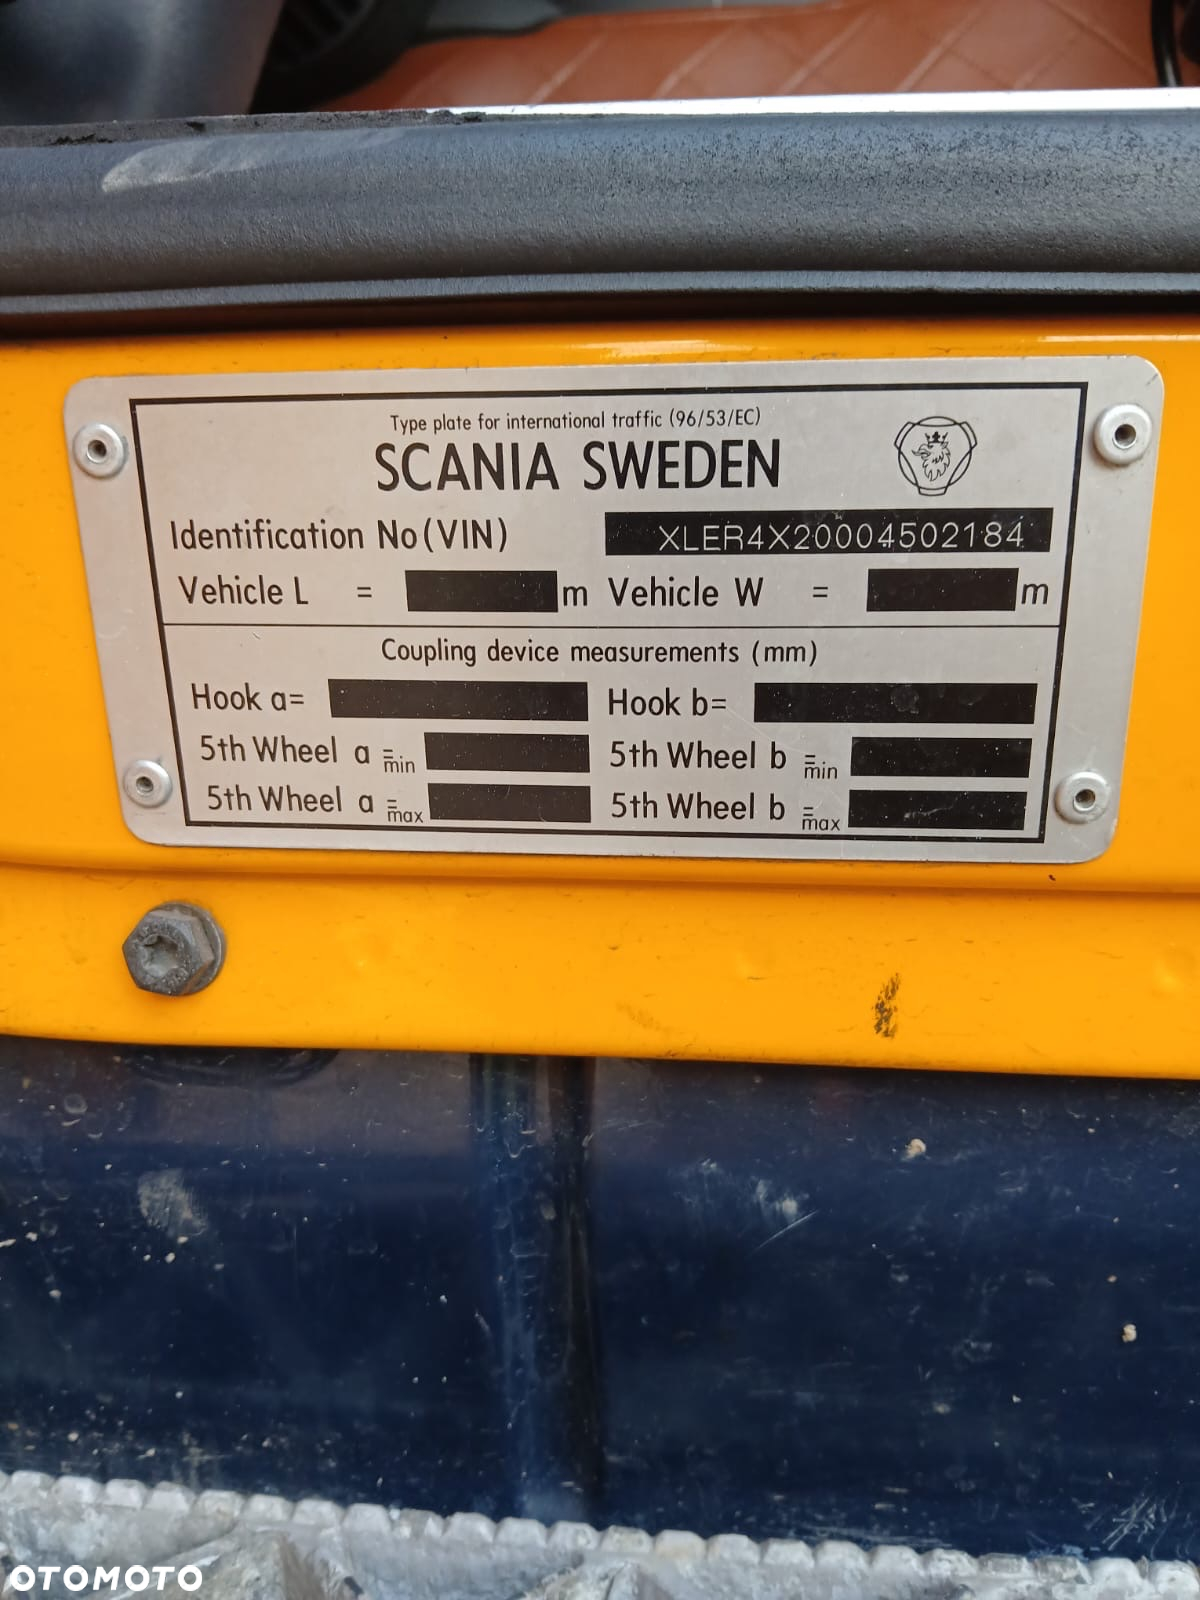 Type plate for international traffic (96/53/EC)
SCANIA SWEDEN
Identification No (VIN) XLER4X20004502184
Vehicle L = m Vehicle W = m
Coupling device measurements (mm)
Hook a= Hook b=
5th Wheel a min = 5th Wheel b min =
5th Wheel a max = 5th Wheel b max =
OTOMOTO